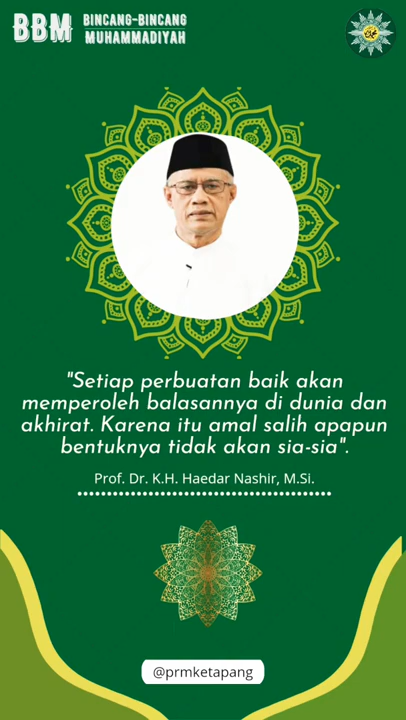 BBM
BINCANG-BINCANG
MUHAMMADIYAH
"Setiap perbuatan baik akan
memperoleh balasannya di dunia dan
akhirat. Karena itu amal salih apapun
bentuknya tidak akan sia-sia".
Prof. Dr. K.H. Haedar Nashir, M.Si.
@prmketapang